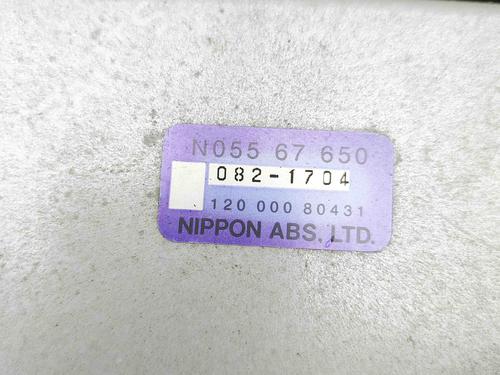 N055 67 650
082-1704
120 000 80431
NIPPON ABS, LTD.